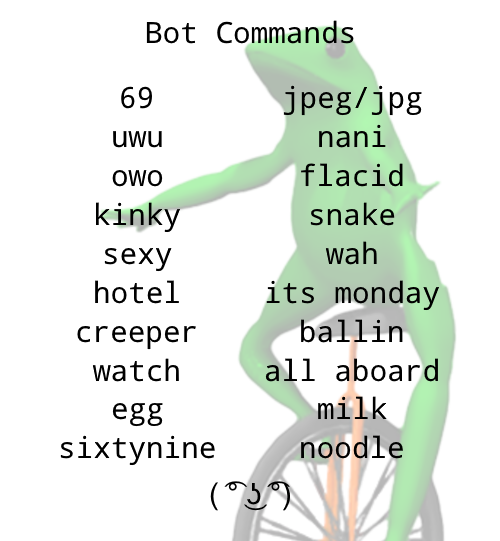 Bot Commands
69 jpeg/jpg
uwu nani
owo flacid
kinky snake
sexy wah
hotel its monday
creeper ballin
watch all aboard
egg milk
sixtynine noodle
( ͡° ͜ʖ ͡°)